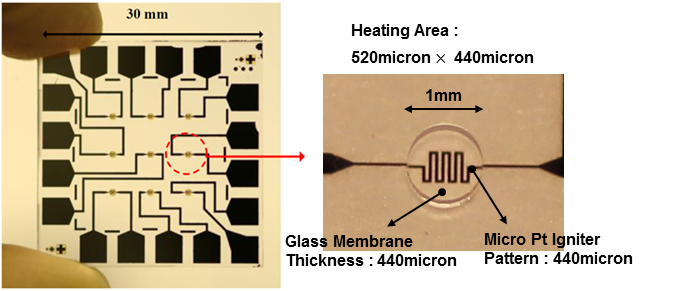 30 mm
Heating Area :
520micron × 440micron
1mm
Glass Membrane
Thickness : 440micron
Micro Pt Igniter
Pattern : 440micron